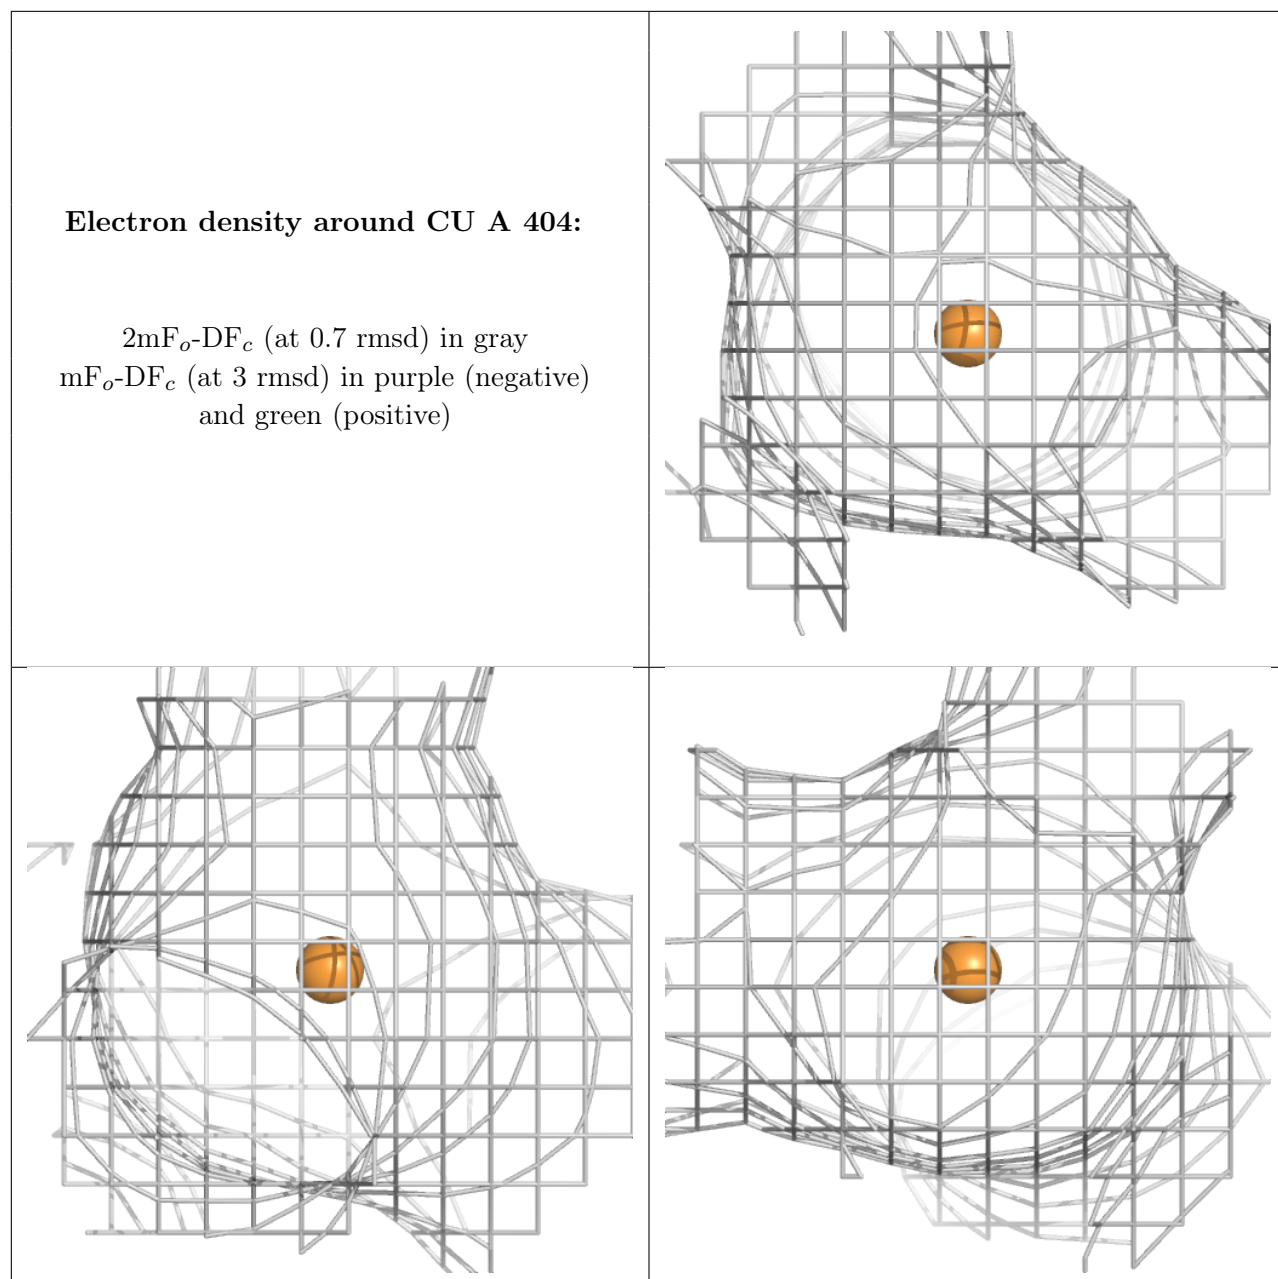 Electron density around CU A 404:
2mFₒ-DF𝒸 (at 0.7 rmsd) in gray
mFₒ-DF𝒸 (at 3 rmsd) in purple (negative)
and green (positive)